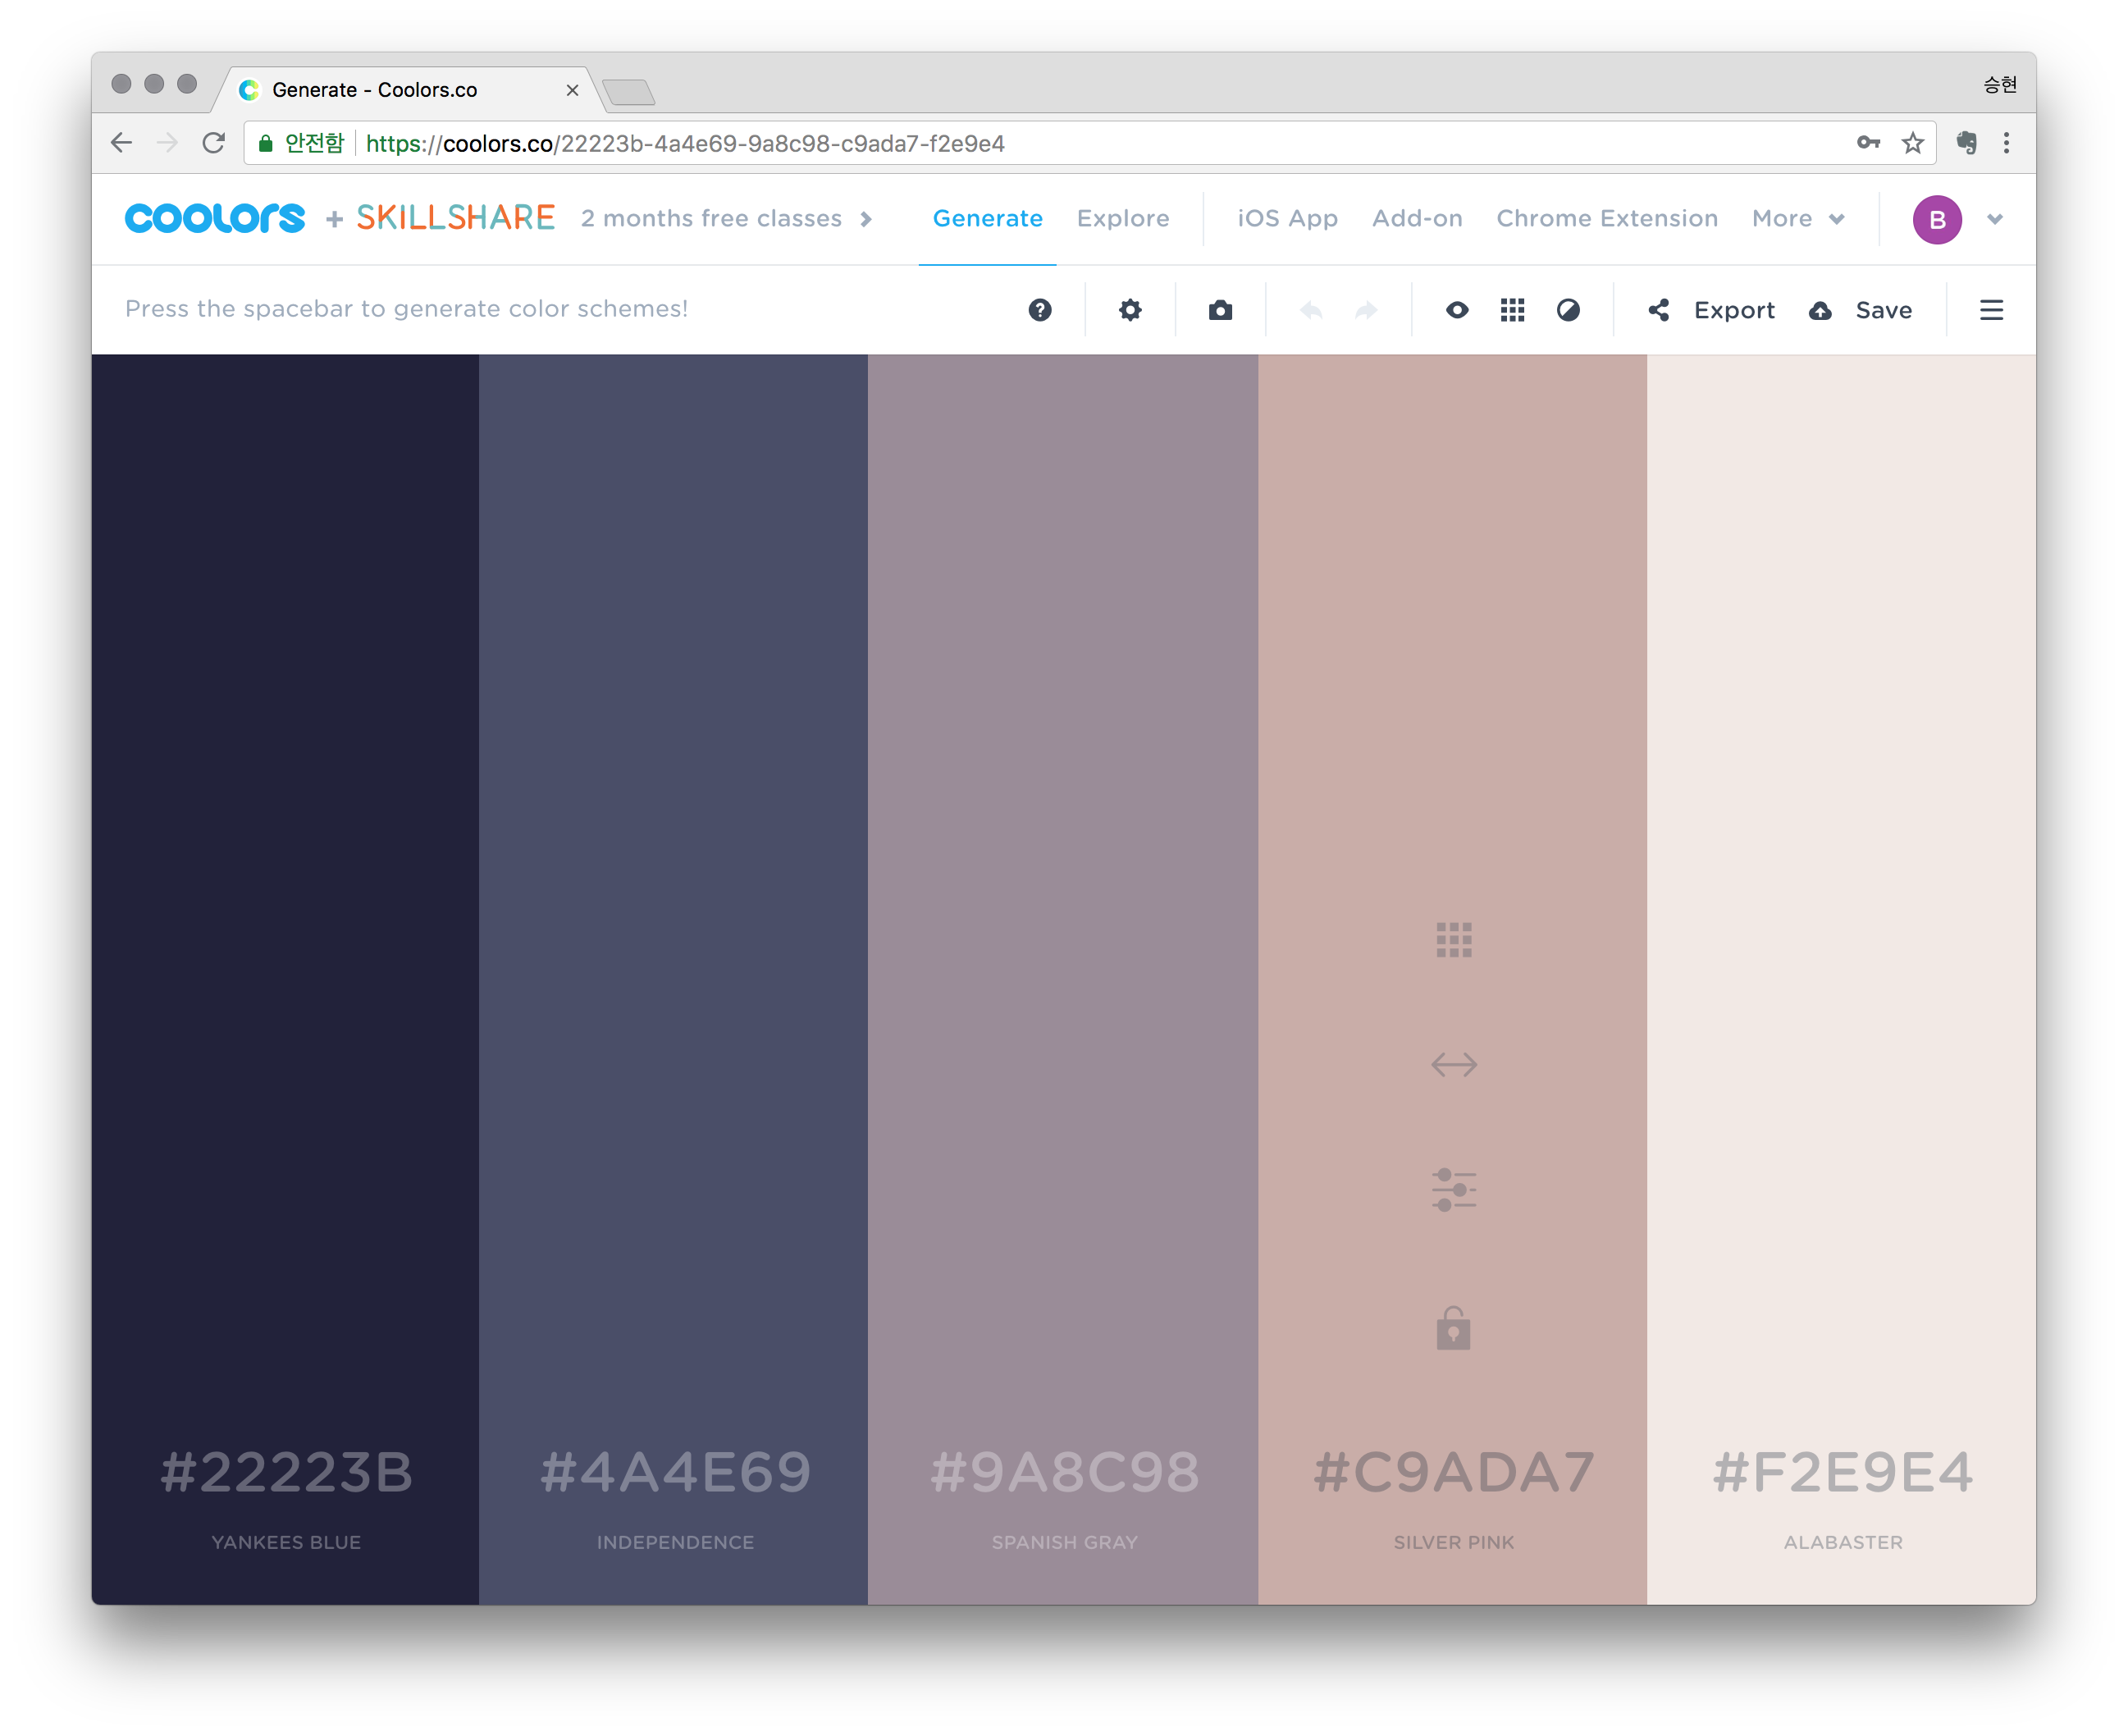 Generate - Coolors.co
승현
안전함 https://coolors.co/22223b-4a4e69-9a8c98-c9ada7-f2e9e4
coolors + SKILLSHARE 2 months free classes Generate Explore iOS App Add-on Chrome Extension More B
Press the spacebar to generate color schemes! Export Save
#22223B #4A4E69 #9A8C98 #C9ADA7 #F2E9E4
YANKEES BLUE INDEPENDENCE SPANISH GRAY SILVER PINK ALABASTER